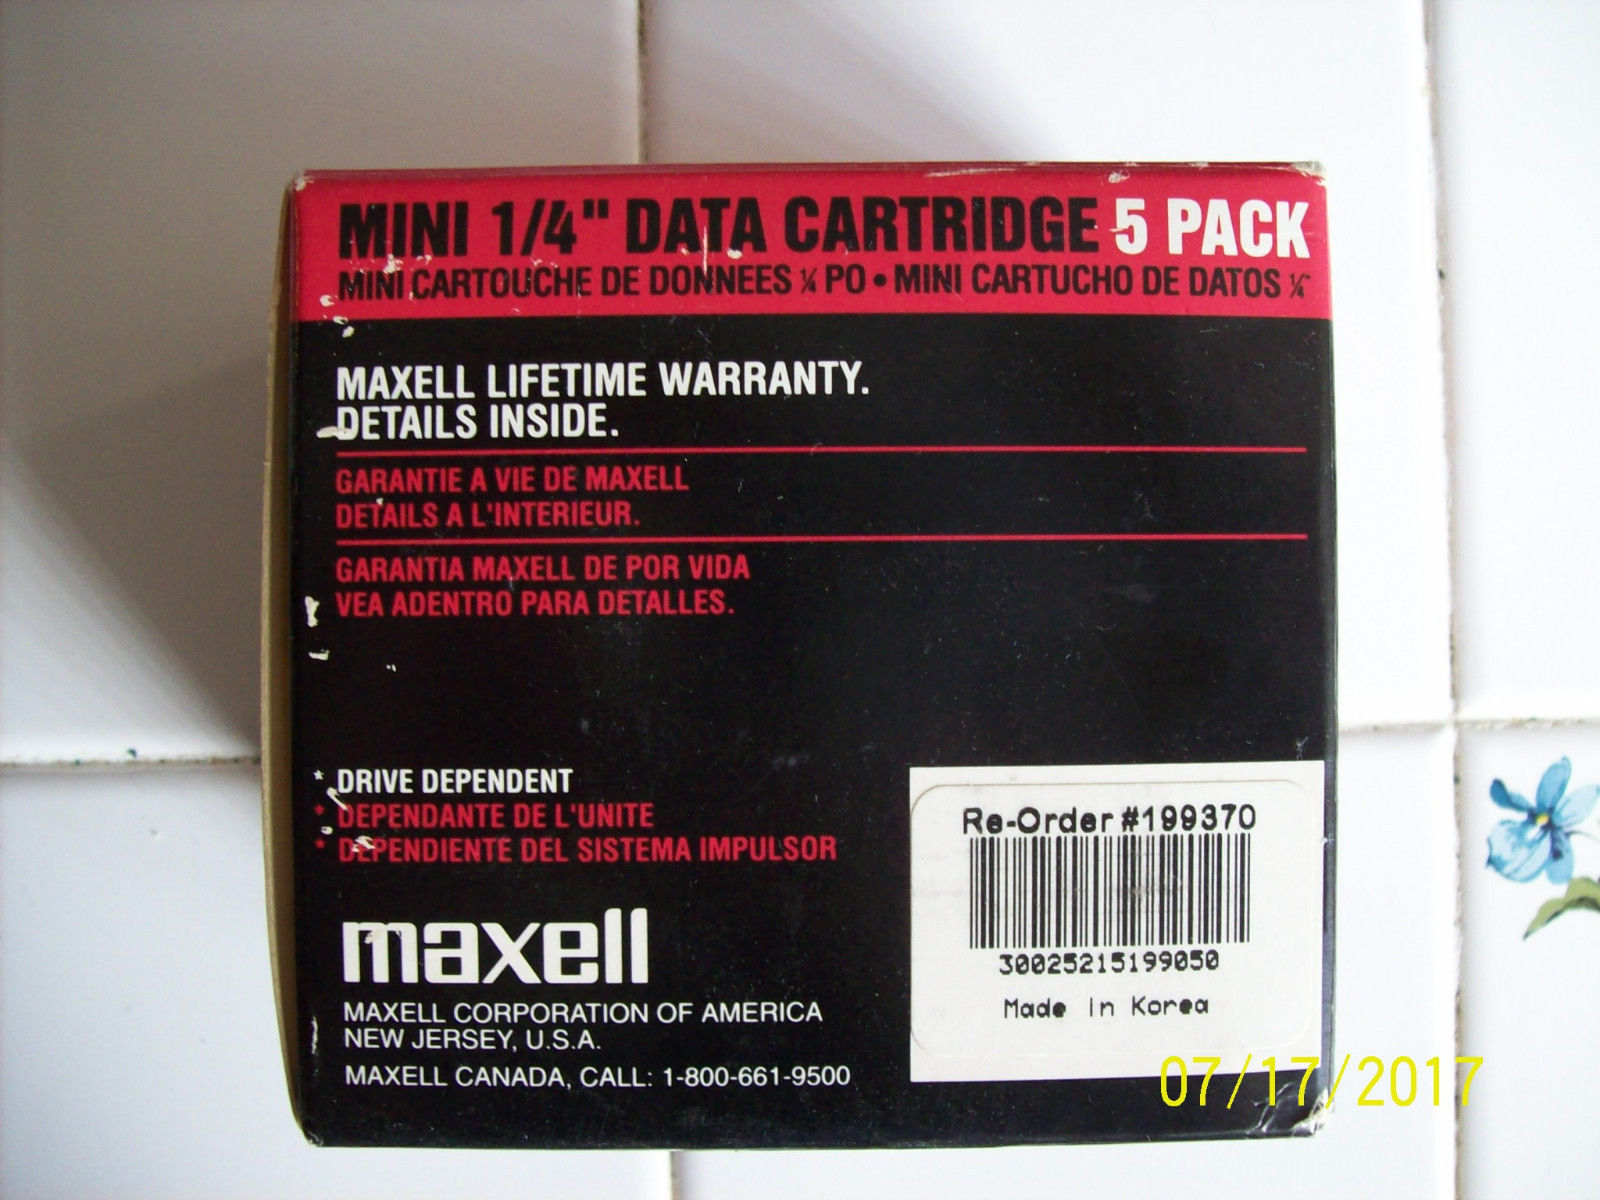 MINI 1/4" DATA CARTRIDGE 5 PACK
MINI CARTOUCHE DE DONNEES ¼ PO • MINI CARTUCHO DE DATOS ¼"
MAXELL LIFETIME WARRANTY.
DETAILS INSIDE.
GARANTIE A VIE DE MAXELL
DETAILS A L'INTERIEUR.
GARANTIA MAXELL DE POR VIDA
VEA ADENTRO PARA DETALLES.
* DRIVE DEPENDENT
* DEPENDANTE DE L'UNITE
* DEPENDIENTE DEL SISTEMA IMPULSOR
maxell
MAXELL CORPORATION OF AMERICA
NEW JERSEY, U.S.A.
MAXELL CANADA, CALL: 1-800-661-9500
Re-Order #199370
30025215199050
Made in Korea
07/17/2017